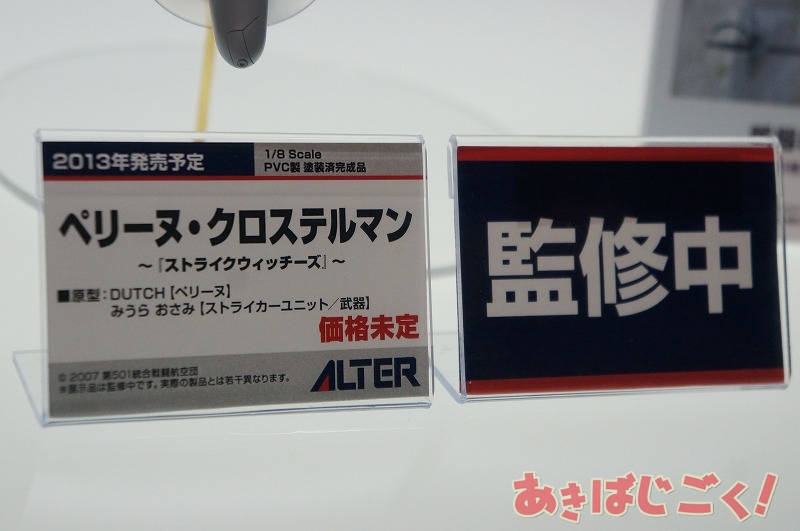 2013年発売予定
1/8 Scale
PVC製 塗装済完成品
ペリーヌ・クロステルマン
～『ストライクウィッチーズ』～
■原型：DUTCH【ペリーヌ】
みうら おさみ【ストライカーユニット／武器】
価格未定
© 2007 第501統合戦闘航空団
※展示品は監修中です。実際の製品とは若干異なります。
ALTER
監修中
あきばじごく！